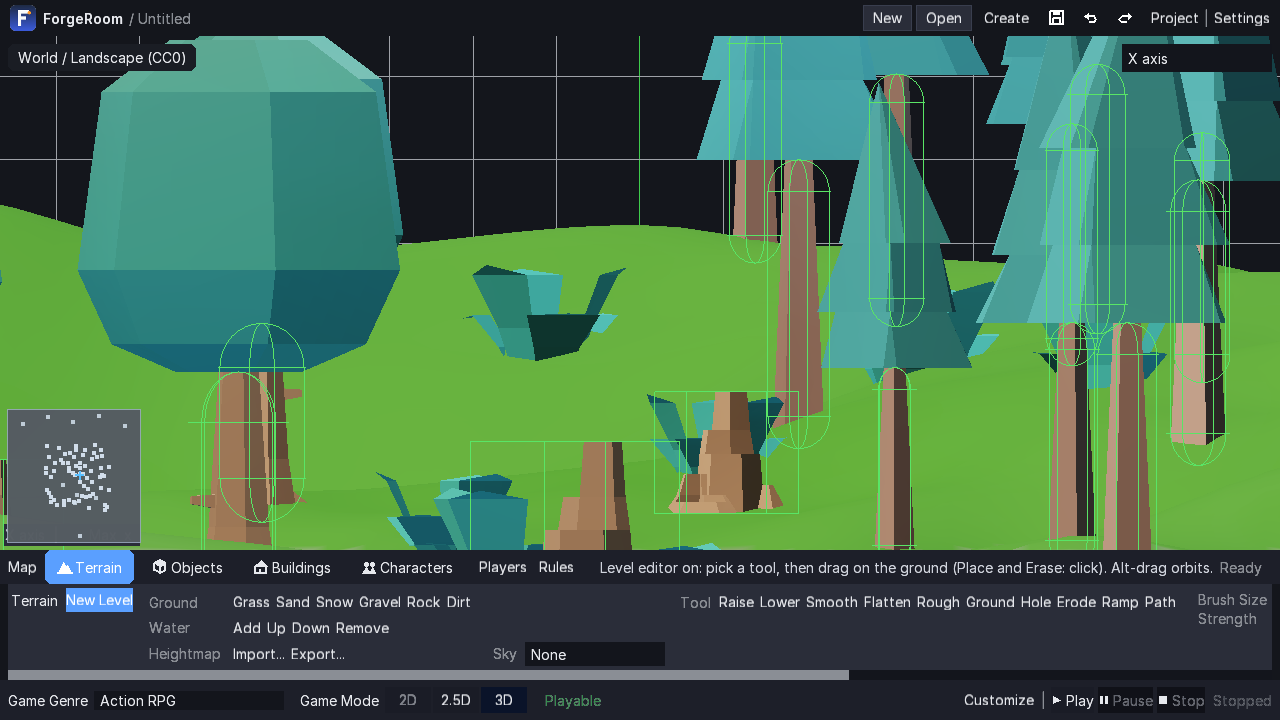 ForgeRoom / Untitled New Open Create Project | Settings
World / Landscape (CC0)
X axis
Map Terrain Objects Buildings Characters Players Rules Level editor on: pick a tool, then drag on the ground (Place and Erase: click). Alt-drag orbits. Ready
Terrain New Level Ground Grass Sand Snow Gravel Rock Dirt Tool Raise Lower Smooth Flatten Rough Ground Hole Erode Ramp Path Brush Size
Strength
Water Add Up Down Remove
Heightmap Import... Export... Sky None
Game Genre Action RPG Game Mode 2D 2.5D 3D Playable Customize | Play Pause Stop Stopped